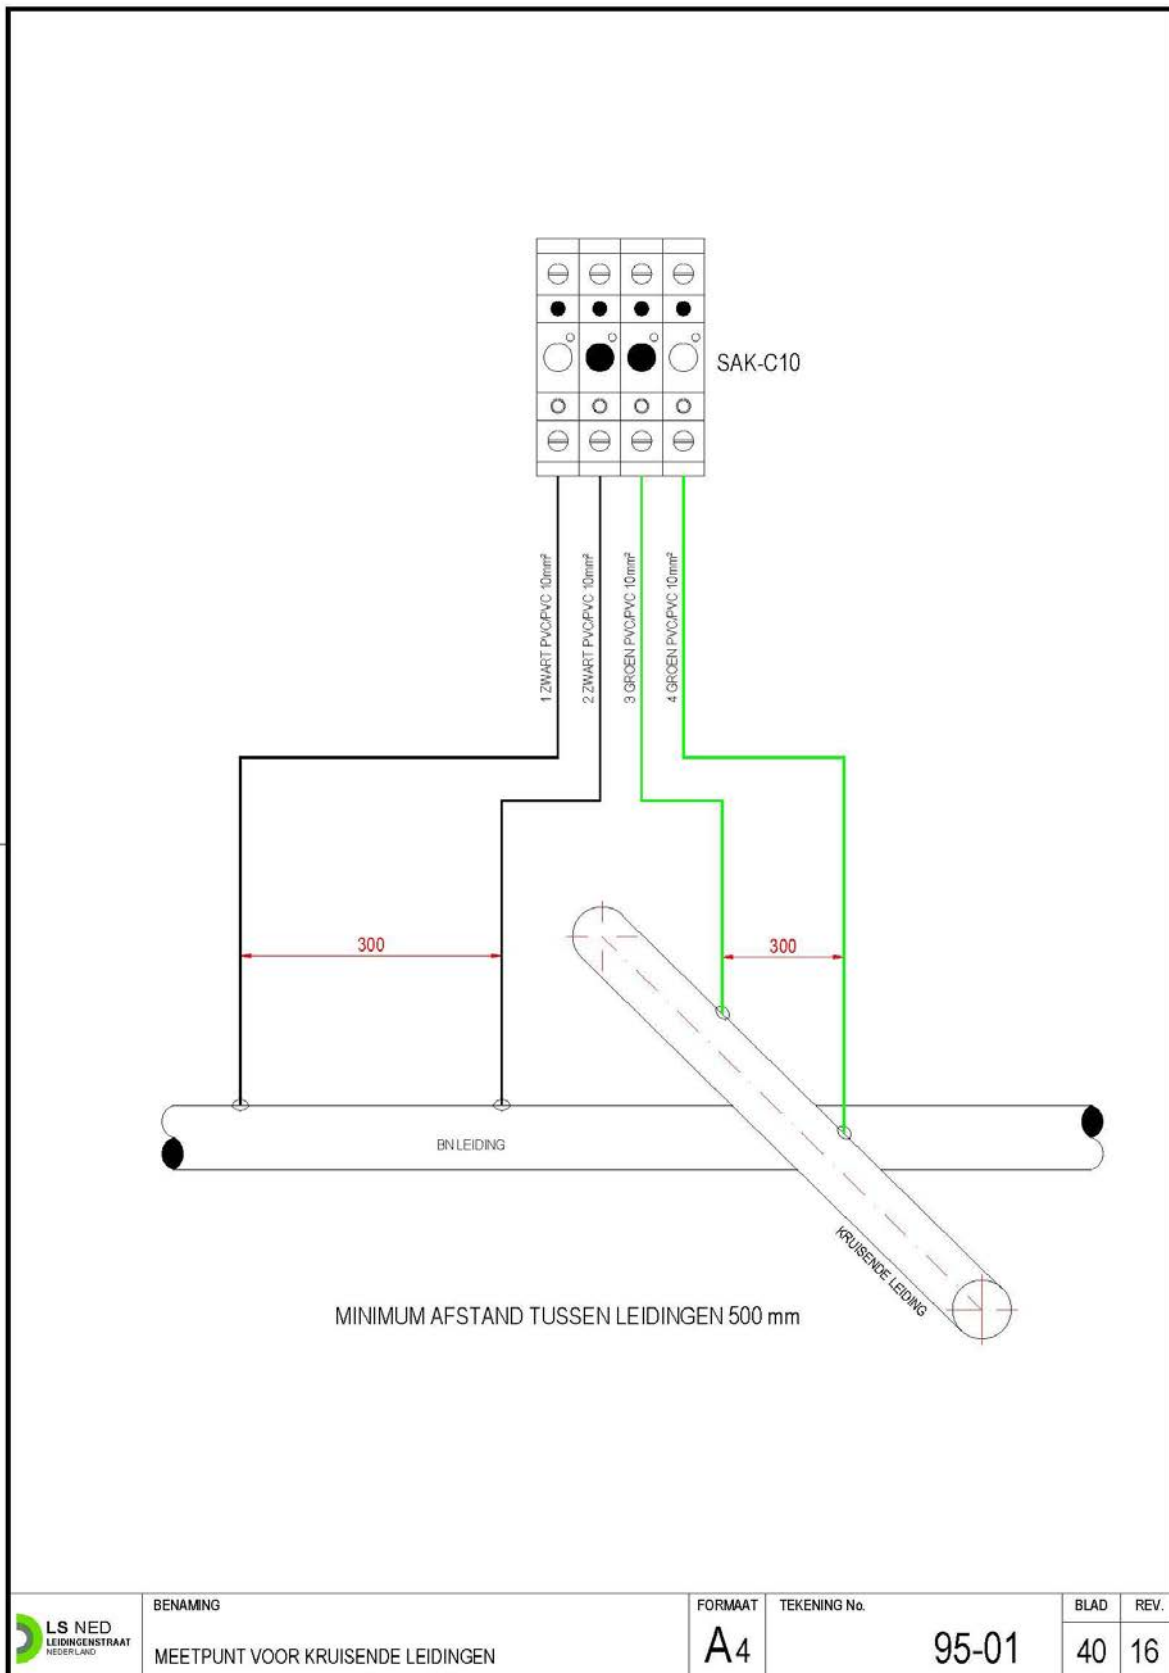 SAK-C10
1 ZWART PVC/PVC 10mm²
2 ZWART PVC/PVC 10mm²
3 GROEN PVC/PVC 10mm²
4 GROEN PVC/PVC 10mm²
300
300
BN LEIDING
KRUISENDE LEIDING
MINIMUM AFSTAND TUSSEN LEIDINGEN 500 mm
LS NED
LEIDINGENSTRAAT
NEDERLAND
BENAMING
MEETPUNT VOOR KRUISENDE LEIDINGEN
FORMAAT
A4
TEKENING No.
95-01
BLAD
40
REV.
16